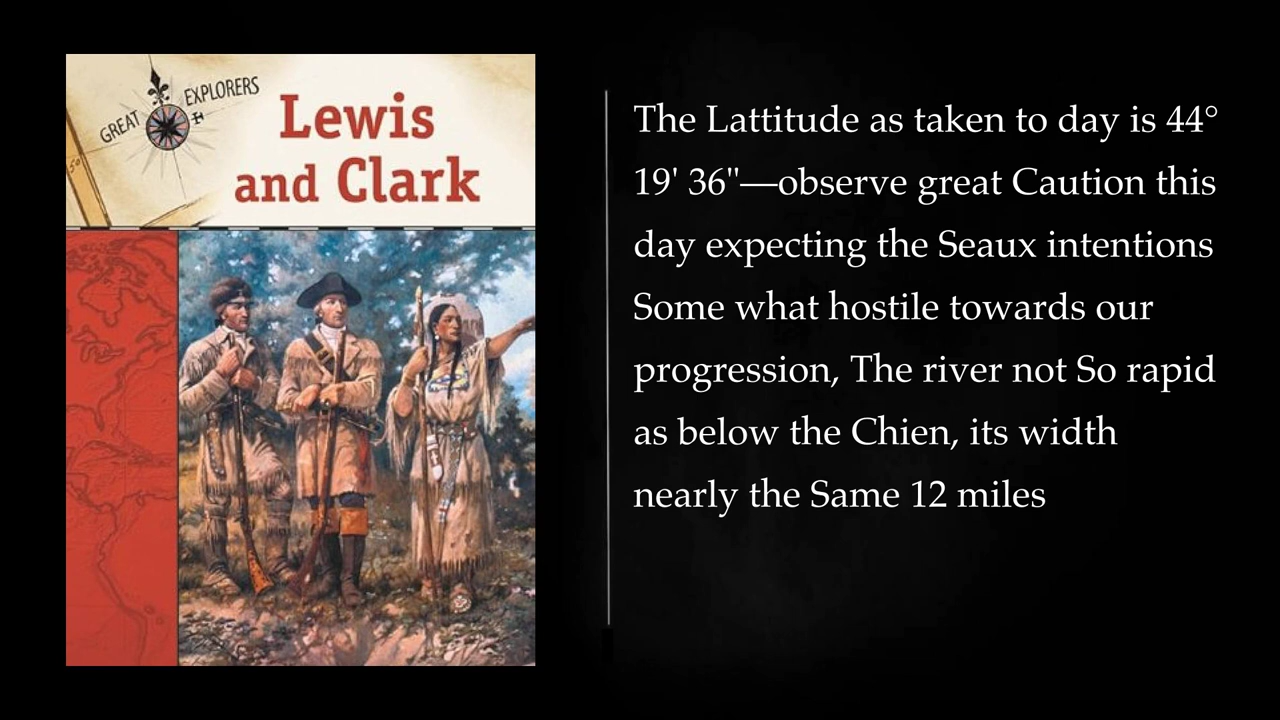 GREAT EXPLORERS
Lewis
and Clark
50
The Lattitude as taken to day is 44°
19' 36"—observe great Caution this
day expecting the Seaux intentions
Some what hostile towards our
progression, The river not So rapid
as below the Chien, its width
nearly the Same 12 miles